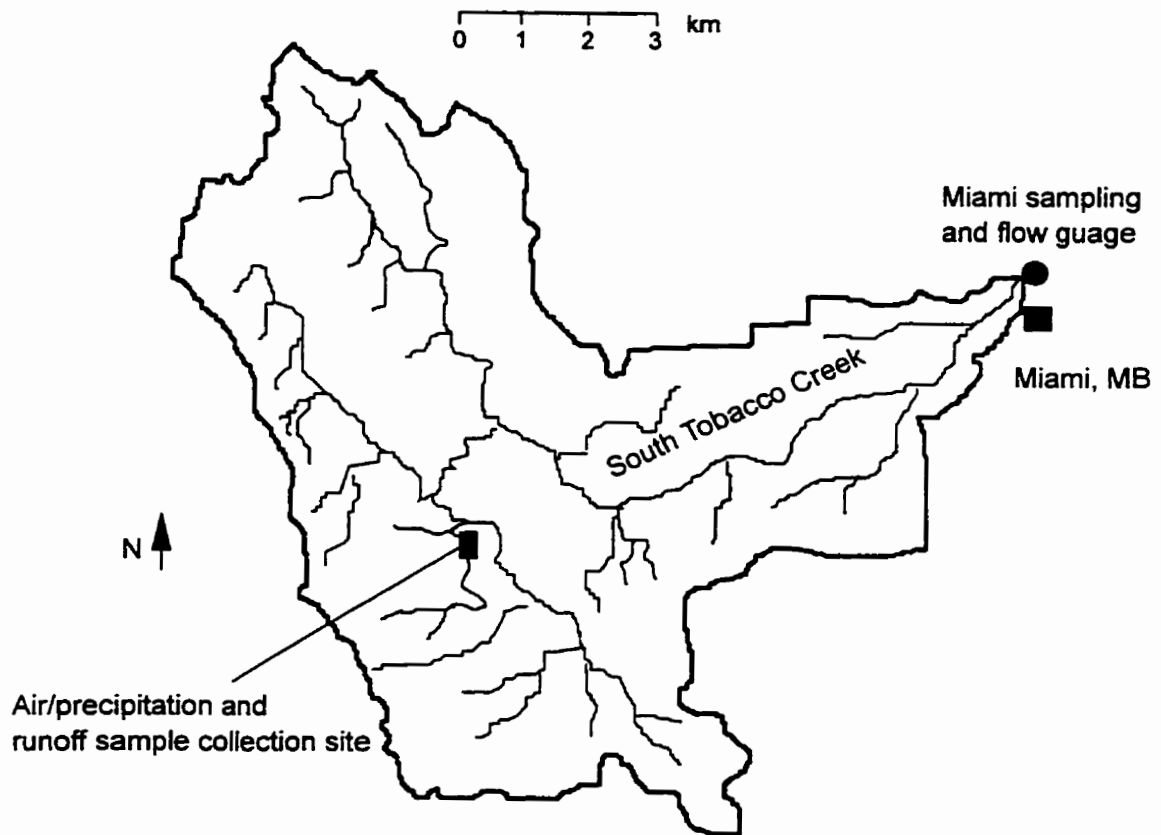 km
0 1 2 3
Miami sampling
and flow guage
Miami, MB
South Tobacco Creek
N
Air/precipitation and
runoff sample collection site